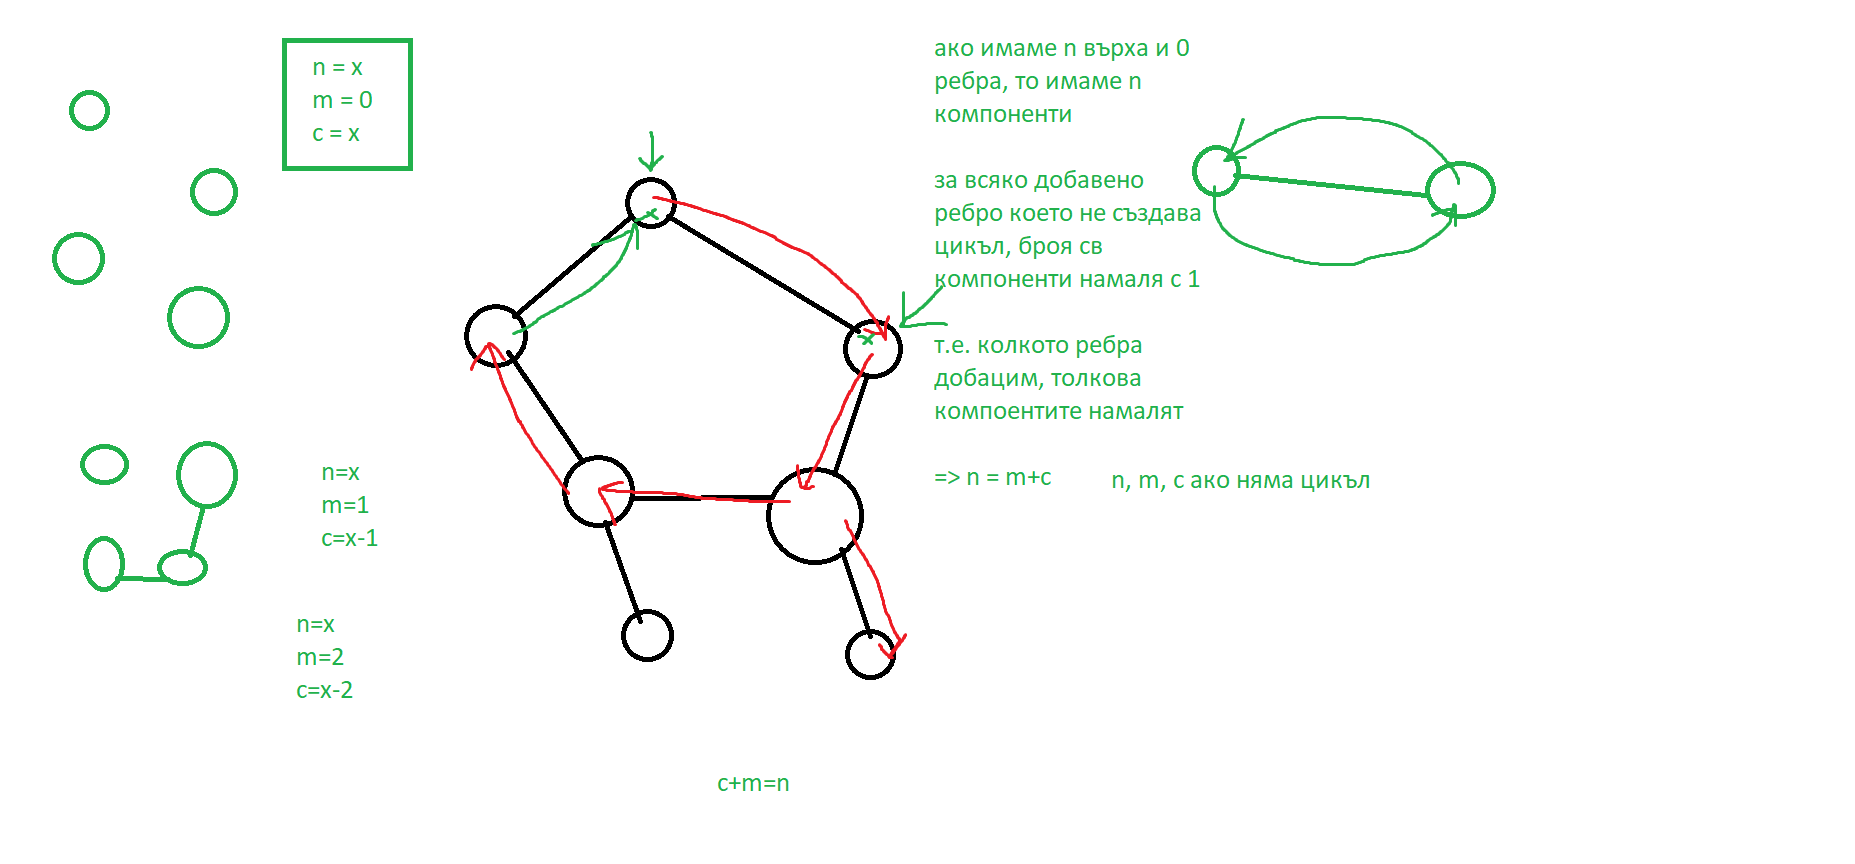 n = x
m = 0
c = x
ако имаме n върха и 0
ребра, то имаме n
компоненти
за всяко добавено
ребро което не създава
цикъл, броя св
компоненти намаля с 1
т.е. колкото ребра
добацим, толкова
компоентите намалят
=> n = m+c
n, m, c ако няма цикъл
n=x
m=1
c=x-1
n=x
m=2
c=x-2
c+m=n